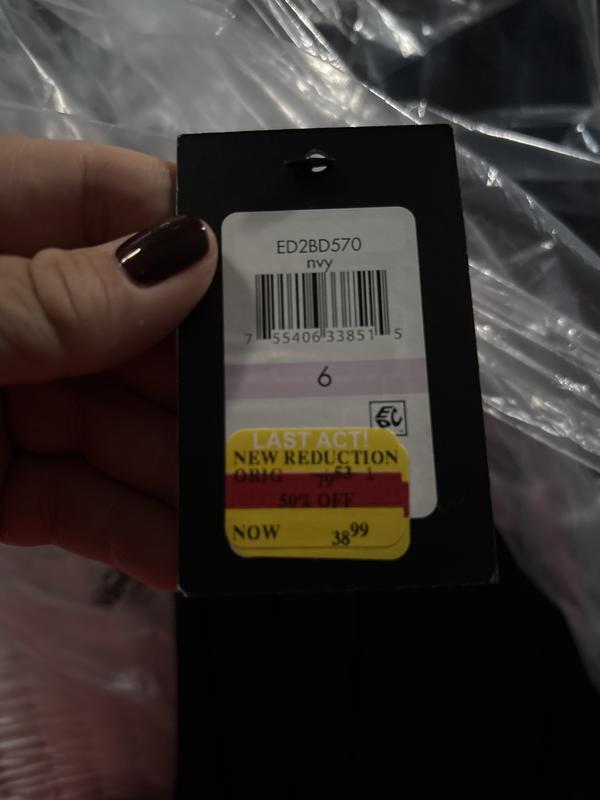 ED2BD570
nvy
7 55406 33851 5
6
LAST ACT!
NEW REDUCTION
ORIG
50% OFF
NOW 38.99